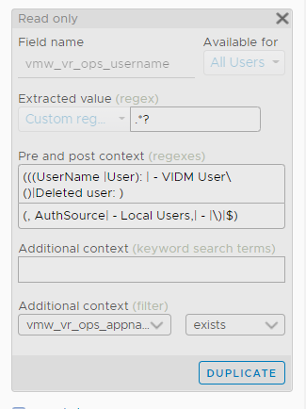 Read only
Field name
Available for
vmw_vr_ops_username
All Users
Extracted value (regex)
Custom reg...
.*?
Pre and post context (regexes)
(((UserName |User): | - VIDM User\
()|Deleted user: )
(, AuthSource| - Local Users,| - |\)|$)
Additional context (keyword search terms)
Additional context (filter)
vmw_vr_ops_appna...
exists
DUPLICATE